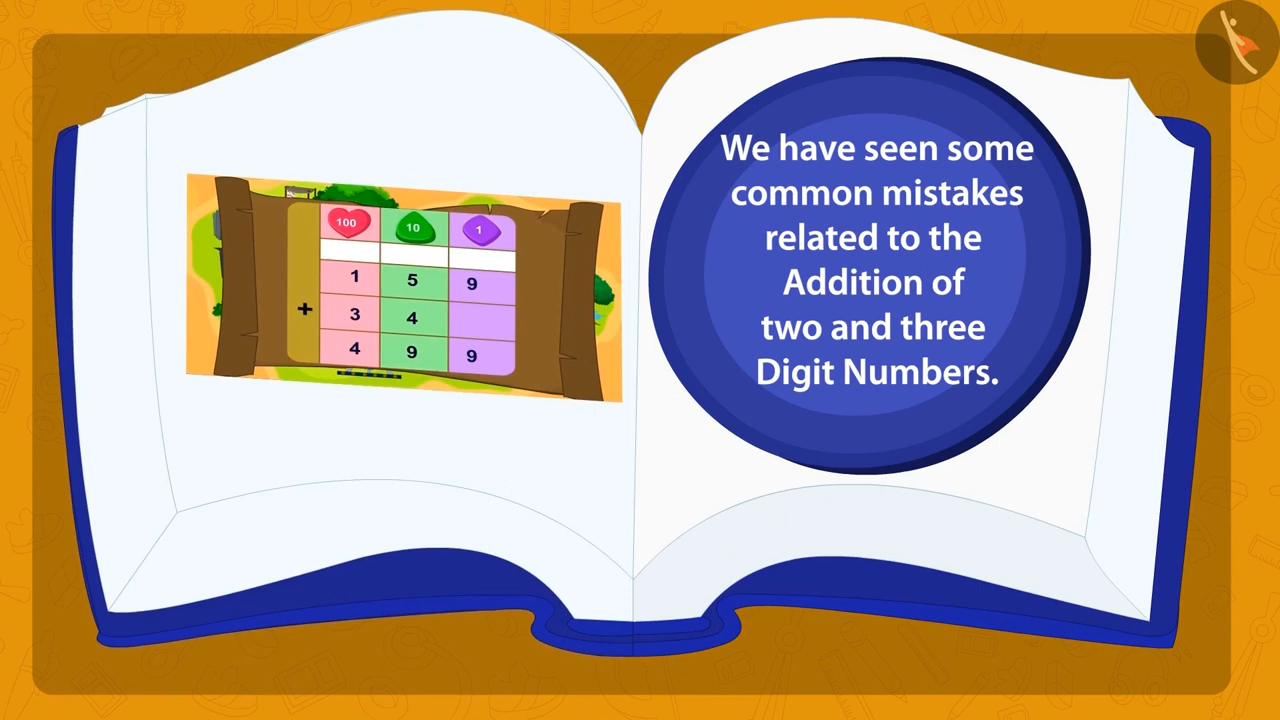 100 10 1
1 5 9
+ 3 4
4 9 9
We have seen some
common mistakes
related to the
Addition of
two and three
Digit Numbers.